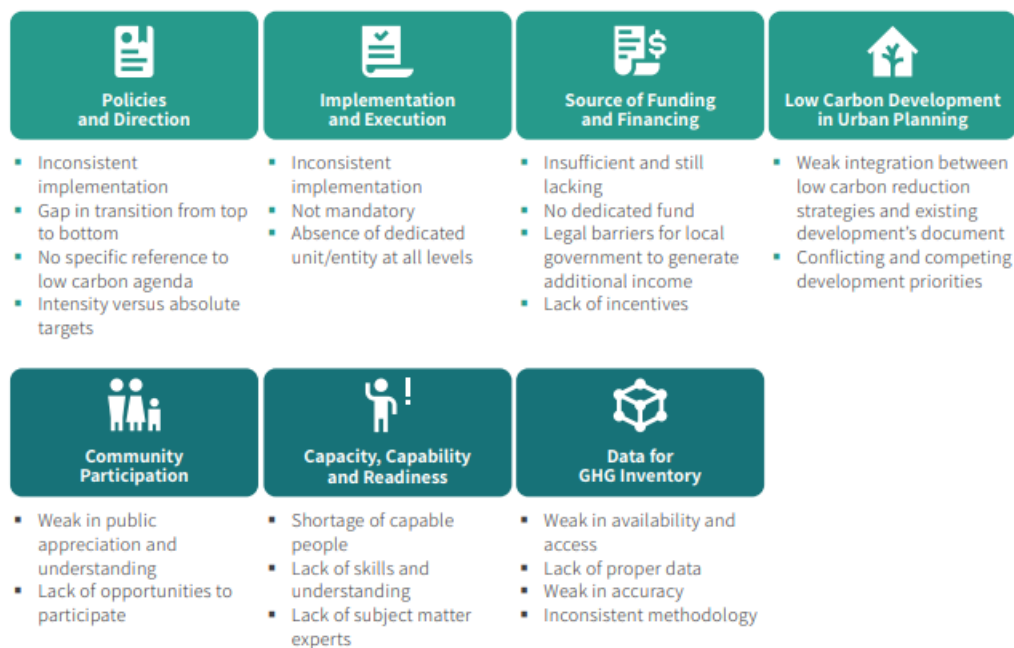 Policies
and Direction
▪ Inconsistent
implementation
▪ Gap in transition from top
to bottom
▪ No specific reference to
low carbon agenda
▪ Intensity versus absolute
targets
Implementation
and Execution
▪ Inconsistent
implementation
▪ Not mandatory
▪ Absence of dedicated
unit/entity at all levels
Source of Funding
and Financing
▪ Insufficient and still
lacking
▪ No dedicated fund
▪ Legal barriers for local
government to generate
additional income
▪ Lack of incentives
Low Carbon Development
in Urban Planning
▪ Weak integration between
low carbon reduction
strategies and existing
development's document
▪ Conflicting and competing
development priorities
Community
Participation
▪ Weak in public
appreciation and
understanding
▪ Lack of opportunities to
participate
Capacity, Capability
and Readiness
▪ Shortage of capable
people
▪ Lack of skills and
understanding
▪ Lack of subject matter
experts
Data for
GHG Inventory
▪ Weak in availability and
access
▪ Lack of proper data
▪ Weak in accuracy
▪ Inconsistent methodology